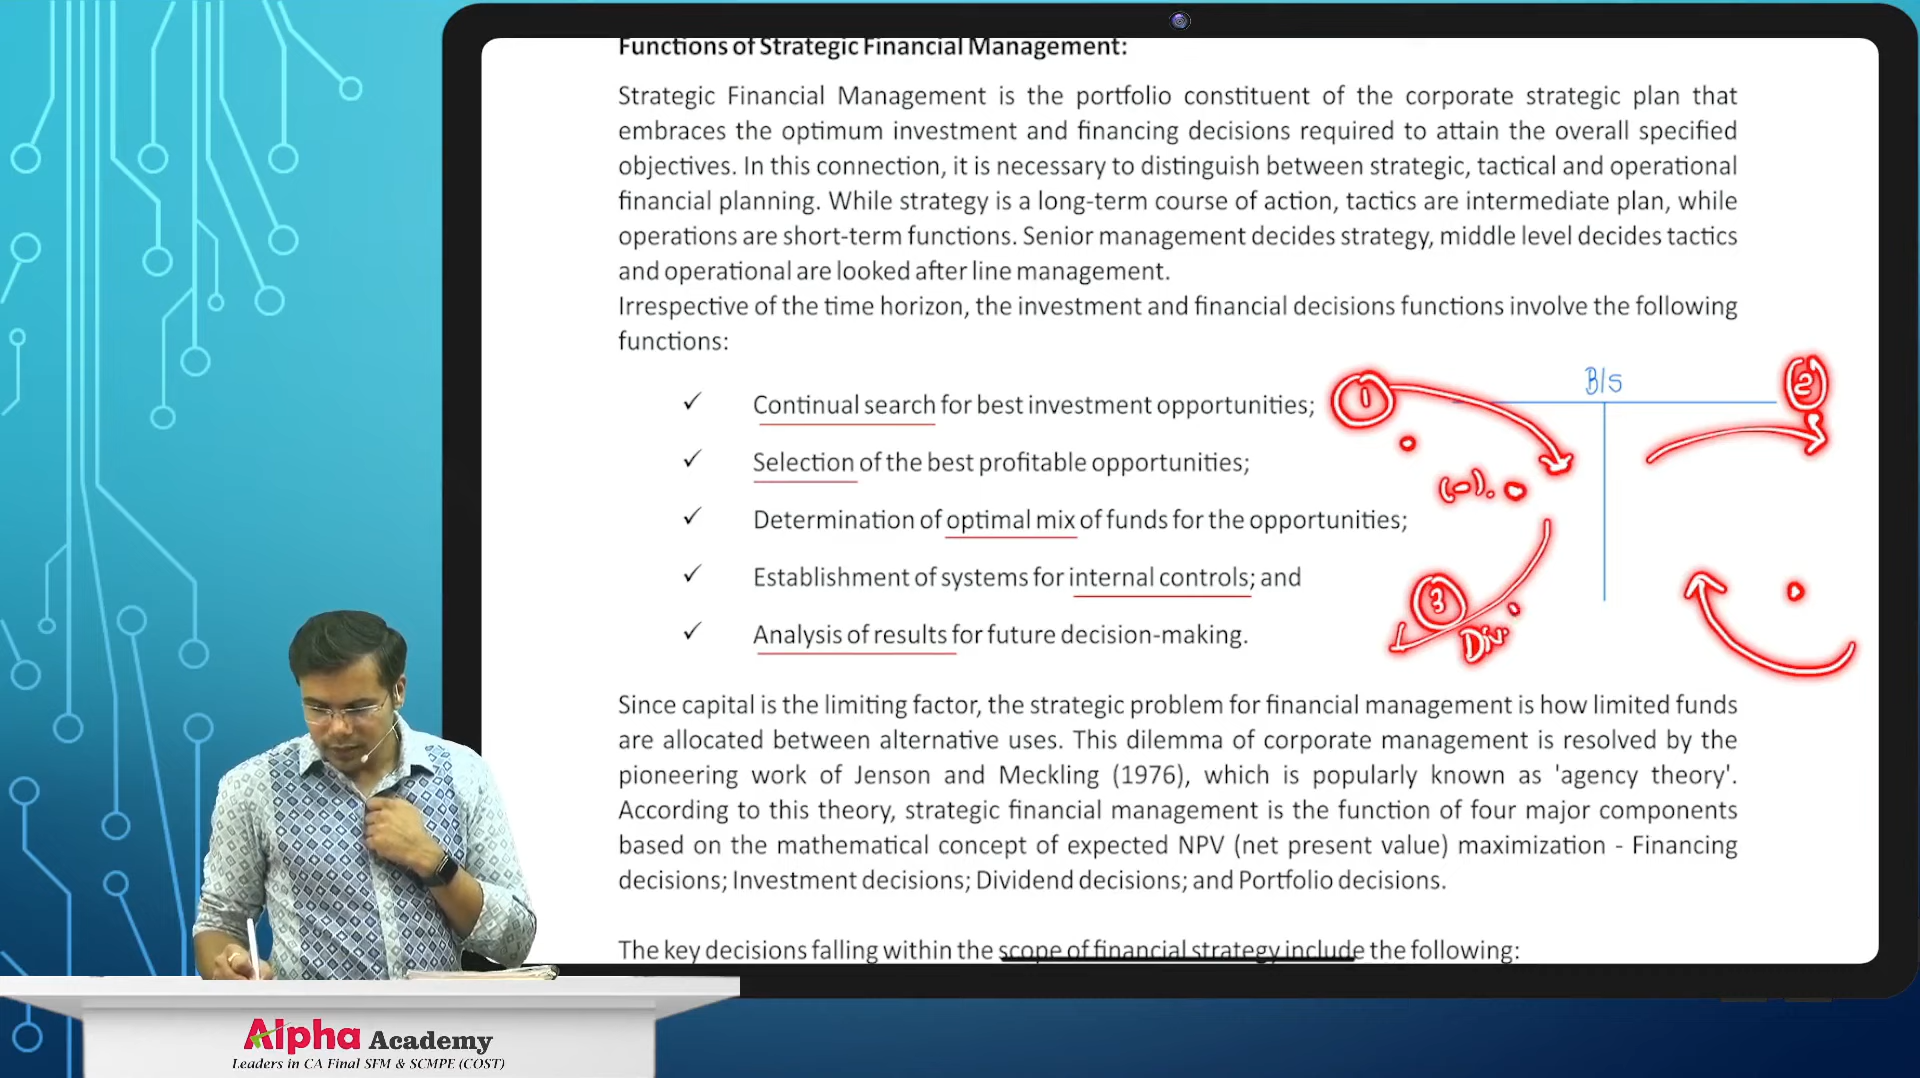 Functions of Strategic Financial Management:
Strategic Financial Management is the portfolio constituent of the corporate strategic plan that
embraces the optimum investment and financing decisions required to attain the overall specified
objectives. In this connection, it is necessary to distinguish between strategic, tactical and operational
financial planning. While strategy is a long-term course of action, tactics are intermediate plan, while
operations are short-term functions. Senior management decides strategy, middle level decides tactics
and operational are looked after line management.
Irrespective of the time horizon, the investment and financial decisions functions involve the following
functions:
✓ Continual search for best investment opportunities;
✓ Selection of the best profitable opportunities;
✓ Determination of optimal mix of funds for the opportunities;
✓ Establishment of systems for internal controls; and
✓ Analysis of results for future decision-making.
B/S
1
2
(-).
3
Div.
Since capital is the limiting factor, the strategic problem for financial management is how limited funds
are allocated between alternative uses. This dilemma of corporate management is resolved by the
pioneering work of Jenson and Meckling (1976), which is popularly known as 'agency theory'.
According to this theory, strategic financial management is the function of four major components
based on the mathematical concept of expected NPV (net present value) maximization - Financing
decisions; Investment decisions; Dividend decisions; and Portfolio decisions.
The key decisions falling within the scope of financial strategy include the following:
Alpha Academy
Leaders in CA Final SFM & SCMPE (COST)